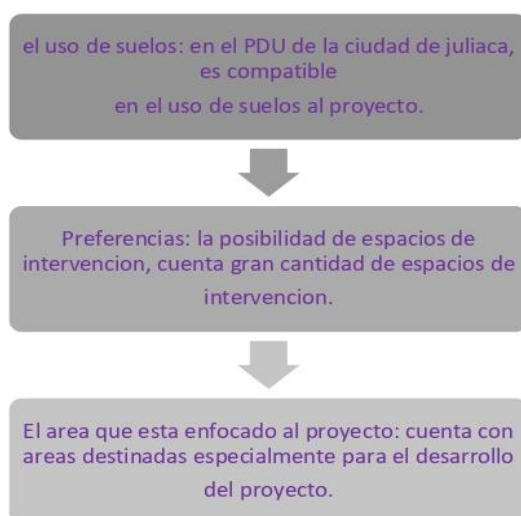 el uso de suelos: en el PDU de la ciudad de juliaca,
es compatible
en el uso de suelos al proyecto.
Preferencias: la posibilidad de espacios de
intervencion, cuenta gran cantidad de espacios de
intervencion.
El area que esta enfocado al proyecto: cuenta con
areas destinadas especialmente para el desarrollo
del proyecto.